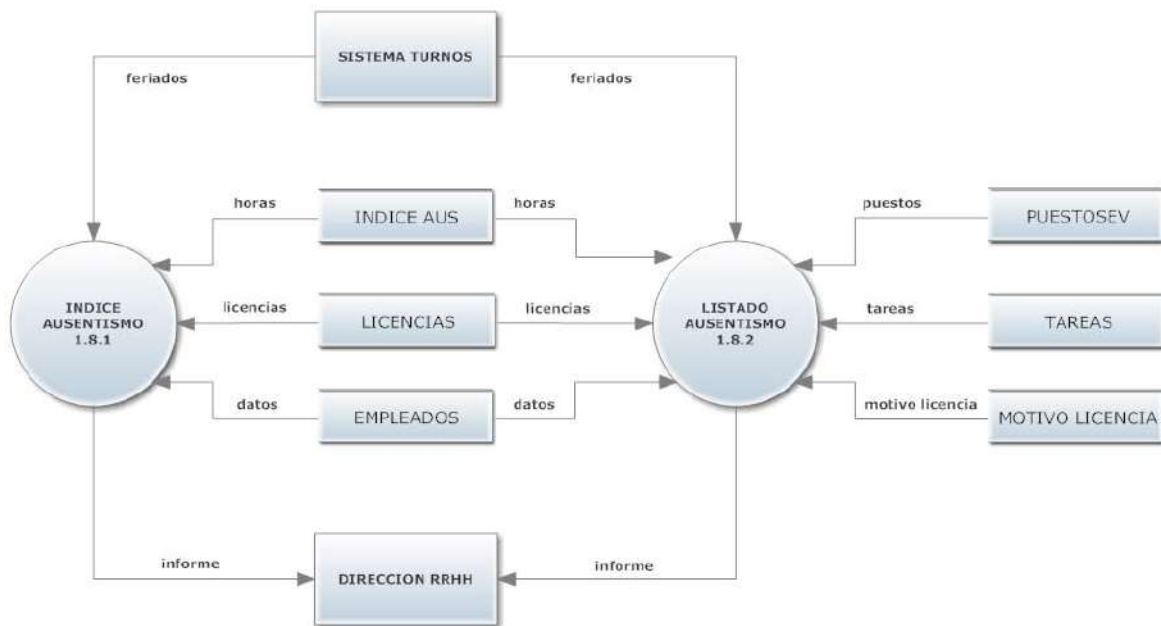 SISTEMA TURNOS
feriados
feriados
horas
INDICE AUS
horas
puestos
PUESTOSEV
INDICE
AUSENTISMO
1.8.1
licencias
LICENCIAS
licencias
LISTADO
AUSENTISMO
1.8.2
tareas
TAREAS
datos
EMPLEADOS
datos
motivo licencia
MOTIVO LICENCIA
informe
DIRECCION RRHH
informe